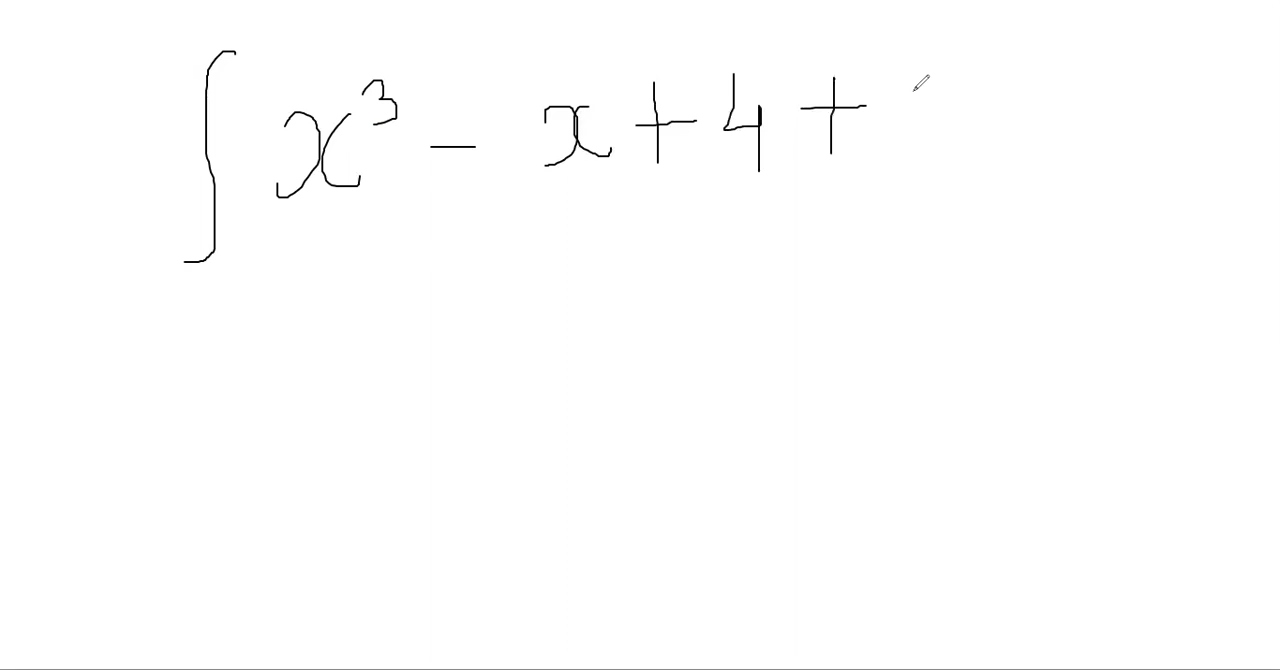 ∫ x³ - x + 4 +